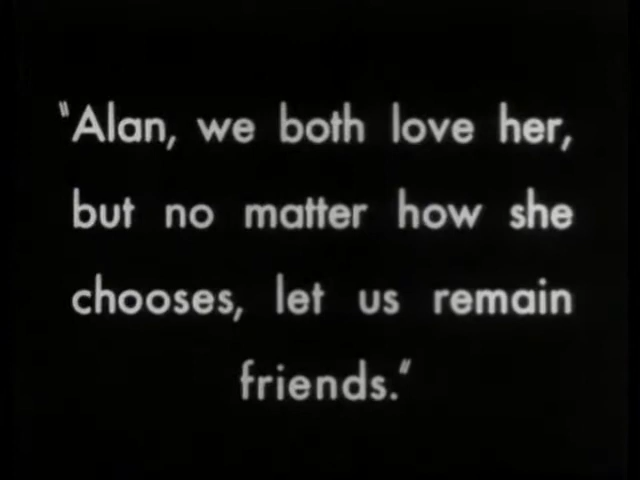 "Alan, we both love her,
but no matter how she
chooses, let us remain
friends."